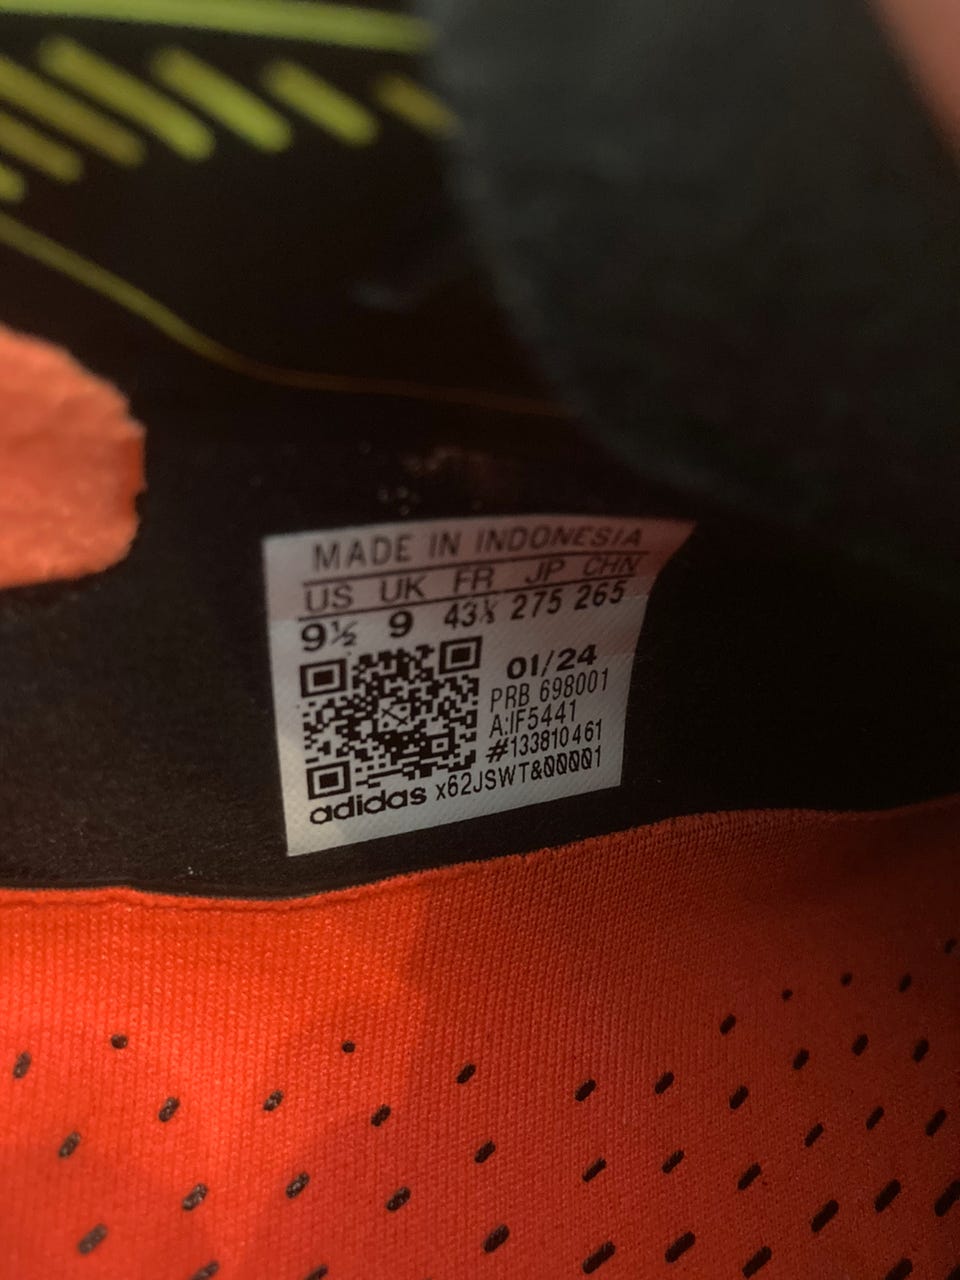 MADE IN INDONESIA
US UK FR JP CHN
9½ 9 43⅓ 275 265
01/24
PRB 698001
A:IF5441
#133810461
adidas x62JSWT&00001